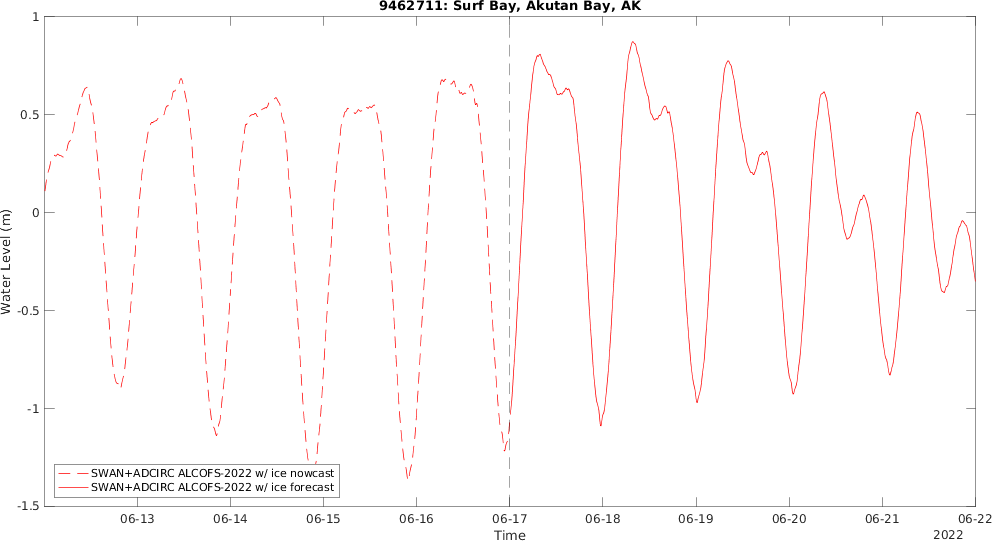 9462711: Surf Bay, Akutan Bay, AK
Water Level (m)
1
0.5
0
-0.5
-1
-1.5
SWAN+ADCIRC ALCOFS-2022 w/ ice nowcast
SWAN+ADCIRC ALCOFS-2022 w/ ice forecast
06-13 06-14 06-15 06-16 06-17 06-18 06-19 06-20 06-21 06-22
Time
2022